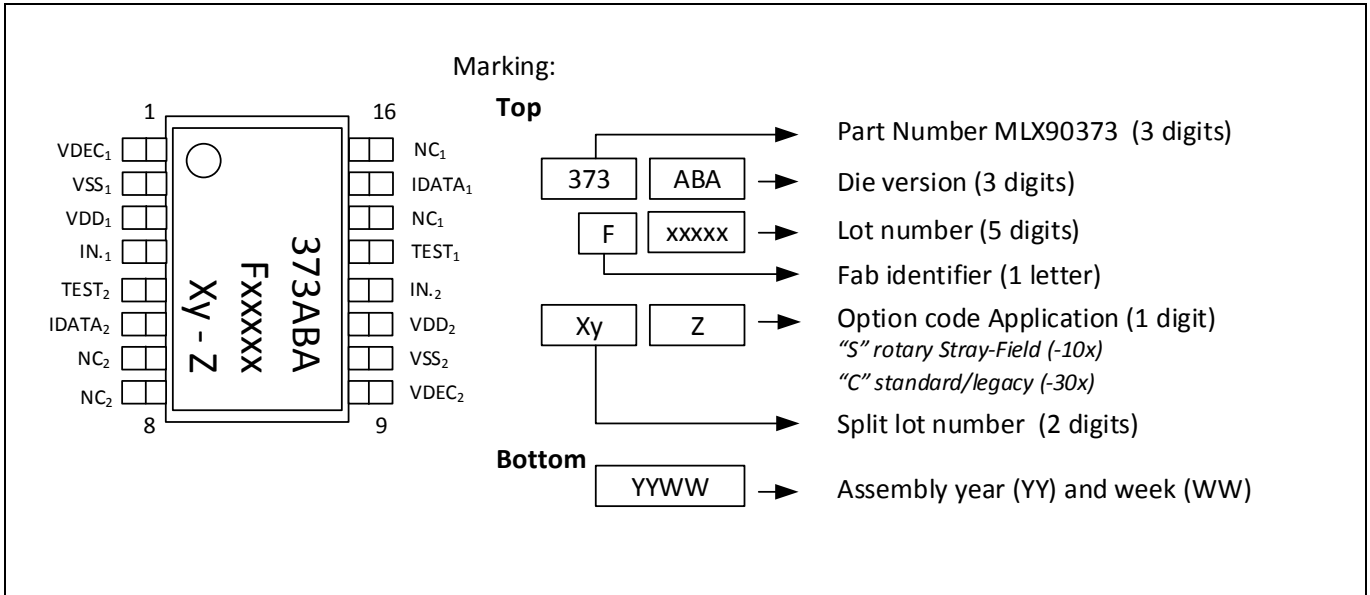 Marking:
Top
1 16
VDEC₁ NC₁
VSS₁ IDATA₁
VDD₁ NC₁
IN.₁ TEST₁
TEST₂ IN.₂
IDATA₂ VDD₂
NC₂ VSS₂
NC₂ VDEC₂
8 9
373ABA
Fxxxxx
Xy - Z
Part Number MLX90373 (3 digits)
373 ABA Die version (3 digits)
F xxxxx Lot number (5 digits)
Fab identifier (1 letter)
Xy Z Option code Application (1 digit)
“S” rotary Stray-Field (-10x)
“C” standard/legacy (-30x)
Split lot number (2 digits)
Bottom
YYWW Assembly year (YY) and week (WW)